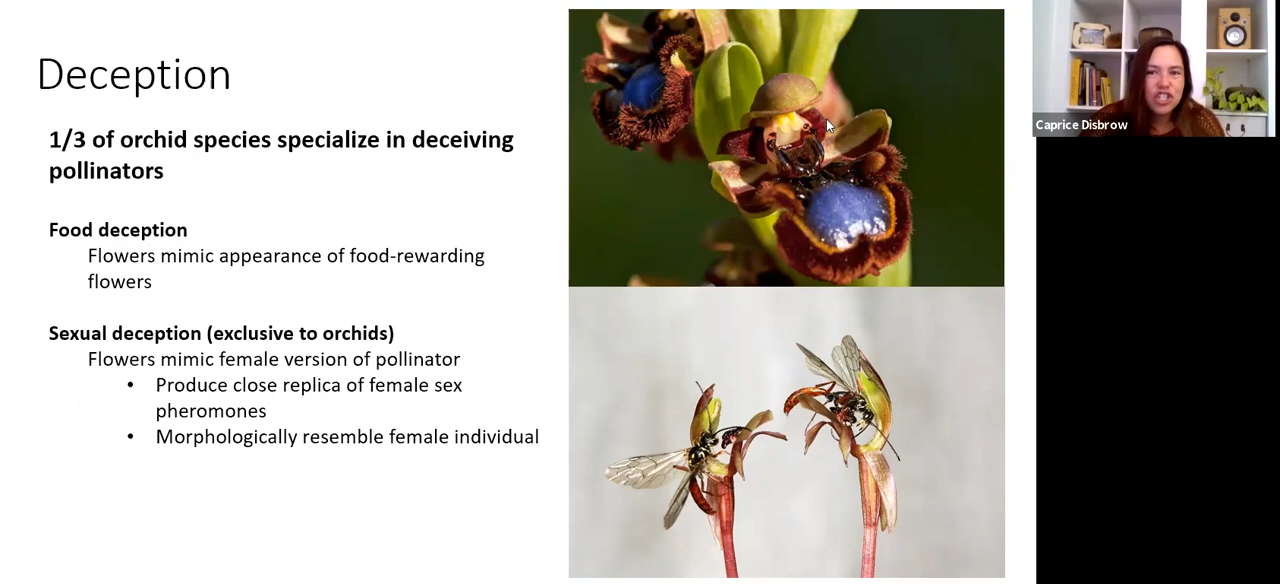 Deception
1/3 of orchid species specialize in deceiving
pollinators
Food deception
Flowers mimic appearance of food-rewarding
flowers
Sexual deception (exclusive to orchids)
Flowers mimic female version of pollinator
• Produce close replica of female sex
pheromones
• Morphologically resemble female individual
Caprice Disbrow